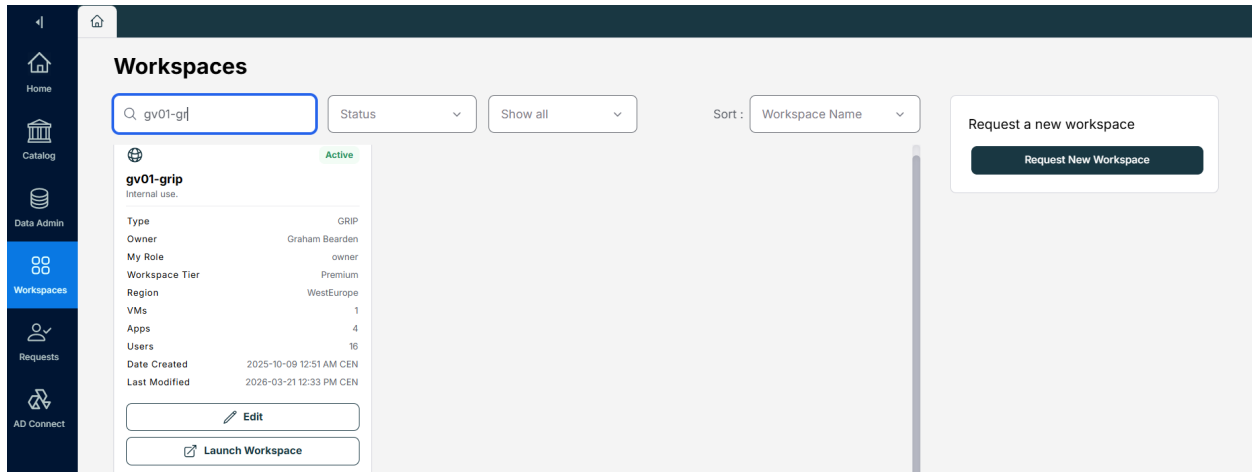 Home
Catalog
Data Admin
Workspaces
Requests
AD Connect
Workspaces
gv01-gr
Status
Show all
Sort :
Workspace Name
Active
gv01-grip
Internal use.
Type GRIP
Owner Graham Bearden
My Role owner
Workspace Tier Premium
Region WestEurope
VMs 1
Apps 4
Users 16
Date Created 2025-10-09 12:51 AM CEN
Last Modified 2026-03-21 12:33 PM CEN
Edit
Launch Workspace
Request a new workspace
Request New Workspace